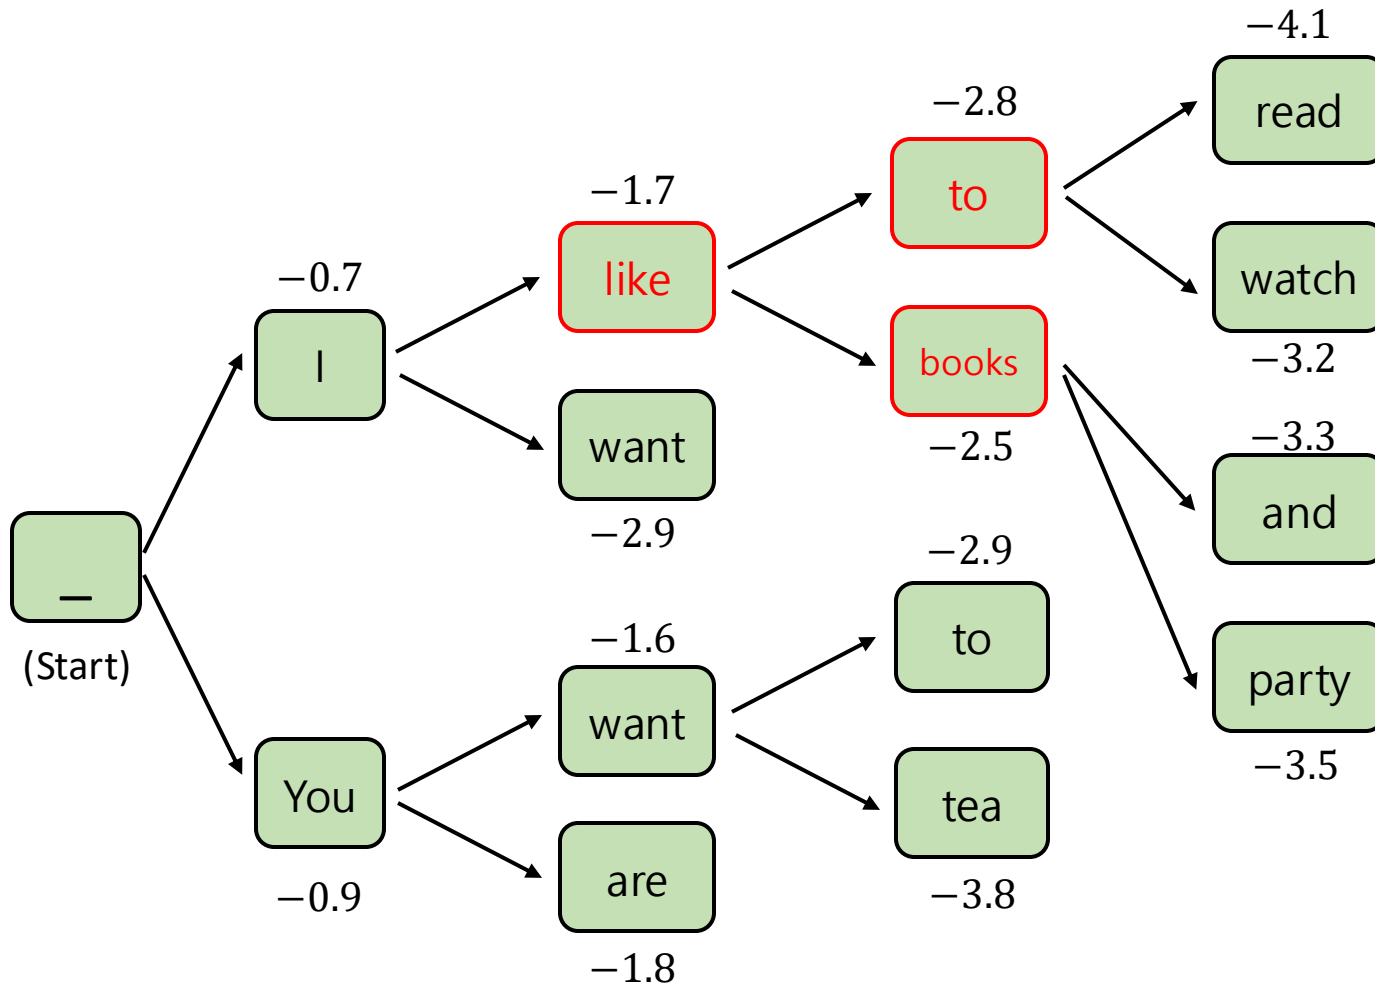 −4.1
read
−2.8
to
−1.7
like
watch
−3.2
−0.7
I
books
−2.5
want
−2.9
−3.3
and
_
(Start)
−2.9
to
−1.6
want
party
−3.5
You
−0.9
tea
−3.8
are
−1.8